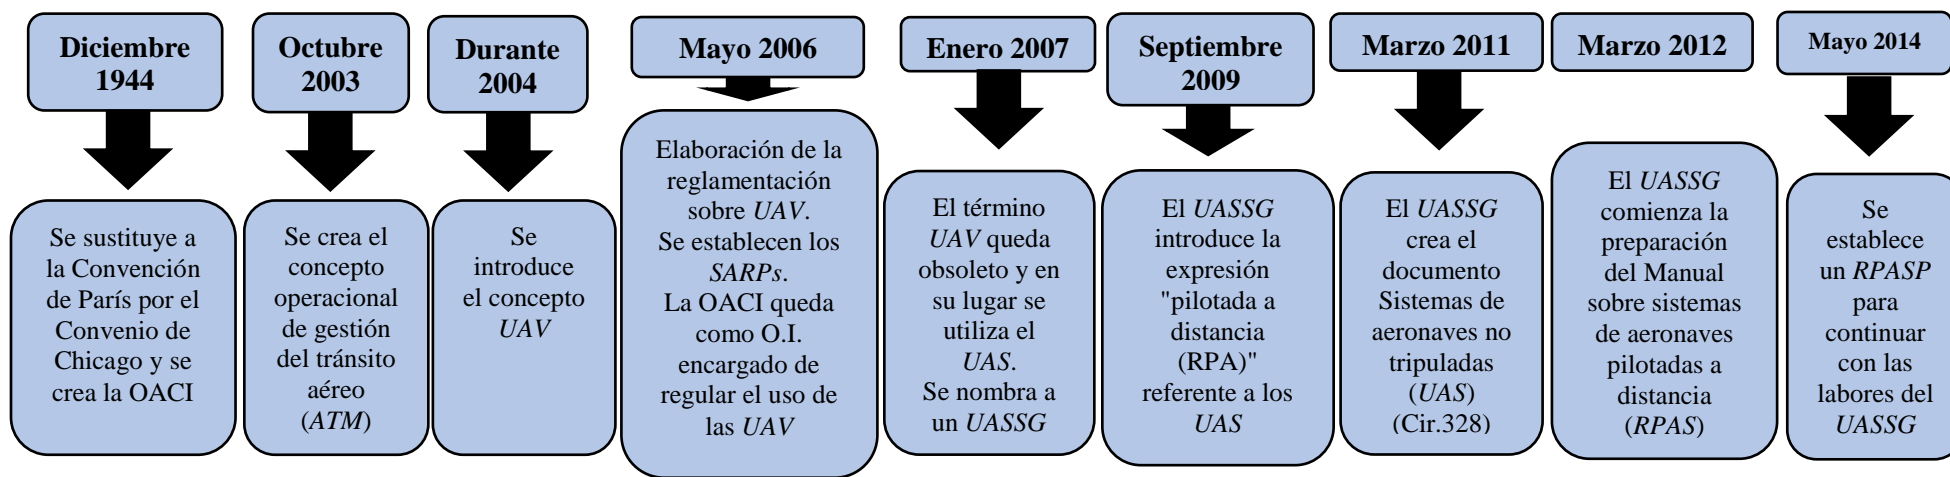 Diciembre
1944
Se sustituye a
la Convención
de París por el
Convenio de
Chicago y se
crea la OACI
Octubre
2003
Se crea el
concepto
operacional
de gestión
del tránsito
aéreo
(ATM)
Durante
2004
Se
introduce
el concepto
UAV
Mayo 2006
Elaboración de la
reglamentación
sobre UAV.
Se establecen los
SARPs.
La OACI queda
como O.I.
encargado de
regular el uso de
las UAV
Enero 2007
El término
UAV queda
obsoleto y en
su lugar se
utiliza el
UAS.
Se nombra a
un UASSG
Septiembre
2009
El UASSG
introduce la
expresión
"pilotada a
distancia
(RPA)"
referente a los
UAS
Marzo 2011
El UASSG
crea el
documento
Sistemas de
aeronaves no
tripuladas
(UAS)
(Cir.328)
Marzo 2012
El UASSG
comienza la
preparación
del Manual
sobre sistemas
de aeronaves
pilotadas a
distancia
(RPAS)
Mayo 2014
Se
establece
un RPASP
para
continuar
con las
labores del
UASSG